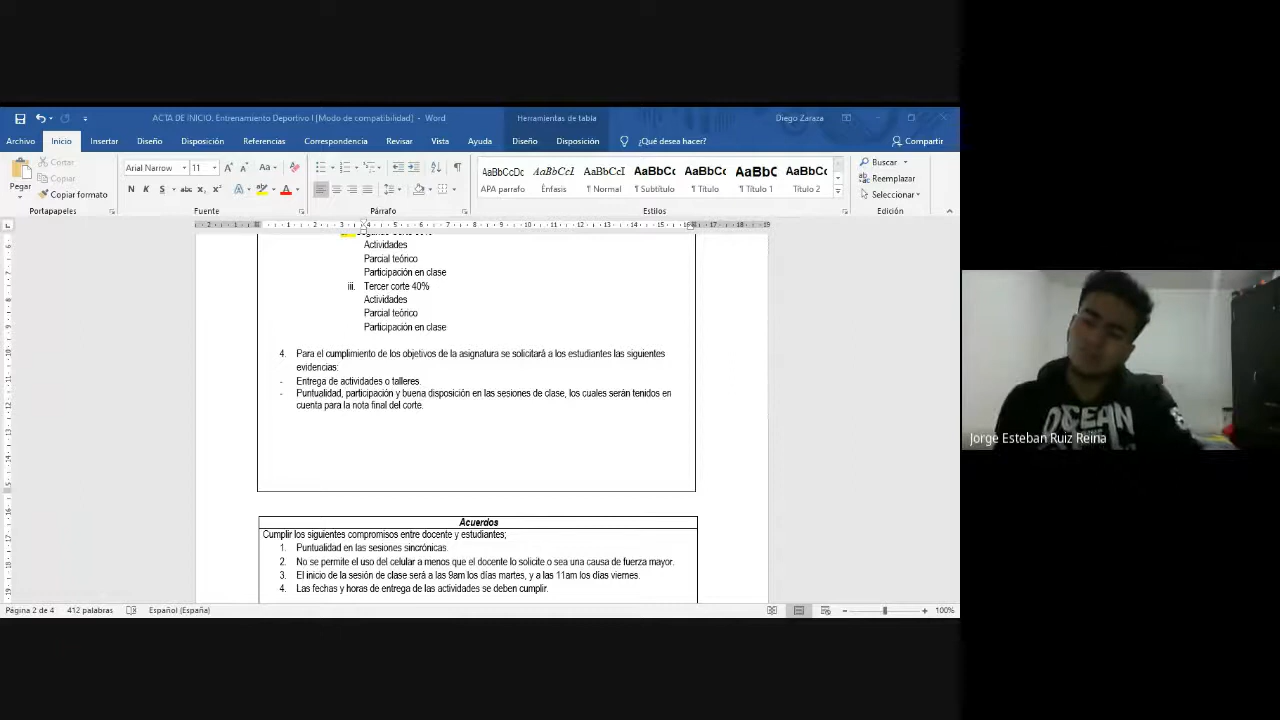 ACTA DE INICIO. Entrenamiento Deportivo I [Modo de compatibilidad] - Word
Herramientas de tabla
Diego Zaraza
Archivo Inicio Insertar Diseño Disposición Referencias Correspondencia Revisar Vista Ayuda Diseño Disposición ¿Qué desea hacer? Compartir
Pegar
Cortar
Copiar
Copiar formato
Portapapeles
Arial Narrow 11
Fuente
Párrafo
AaBbCcDc AaBbCcI AaBbCcI AaBbCc AaBbCc AaBbC AaBbCc
APA parrafo Énfasis ¶ Normal ¶ Subtítulo ¶ Título ¶ Título 1 Título 2
Estilos
Buscar
Reemplazar
Seleccionar
Edición
Actividades
Parcial teórico
Participación en clase
iii. Tercer corte 40%
Actividades
Parcial teórico
Participación en clase
4. Para el cumplimiento de los objetivos de la asignatura se solicitará a los estudiantes las siguientes
evidencias:
- Entrega de actividades o talleres.
- Puntualidad, participación y buena disposición en las sesiones de clase, los cuales serán tenidos en
cuenta para la nota final del corte.
Acuerdos
Cumplir los siguientes compromisos entre docente y estudiantes;
1. Puntualidad en las sesiones sincrónicas.
2. No se permite el uso del celular a menos que el docente lo solicite o sea una causa de fuerza mayor.
3. El inicio de la sesión de clase será a las 9am los días martes, y a las 11am los días viernes.
4. Las fechas y horas de entrega de las actividades se deben cumplir.
Página 2 de 4 412 palabras Español (España) 100%
OCEAN
Jorge Esteban Ruiz Reina